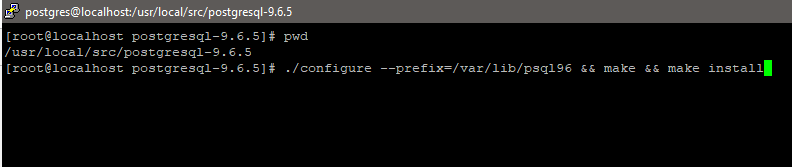 postgres@localhost:/usr/local/src/postgresql-9.6.5
[root@localhost postgresql-9.6.5]# pwd
/usr/local/src/postgresql-9.6.5
[root@localhost postgresql-9.6.5]# ./configure --prefix=/var/lib/psql96 && make && make install